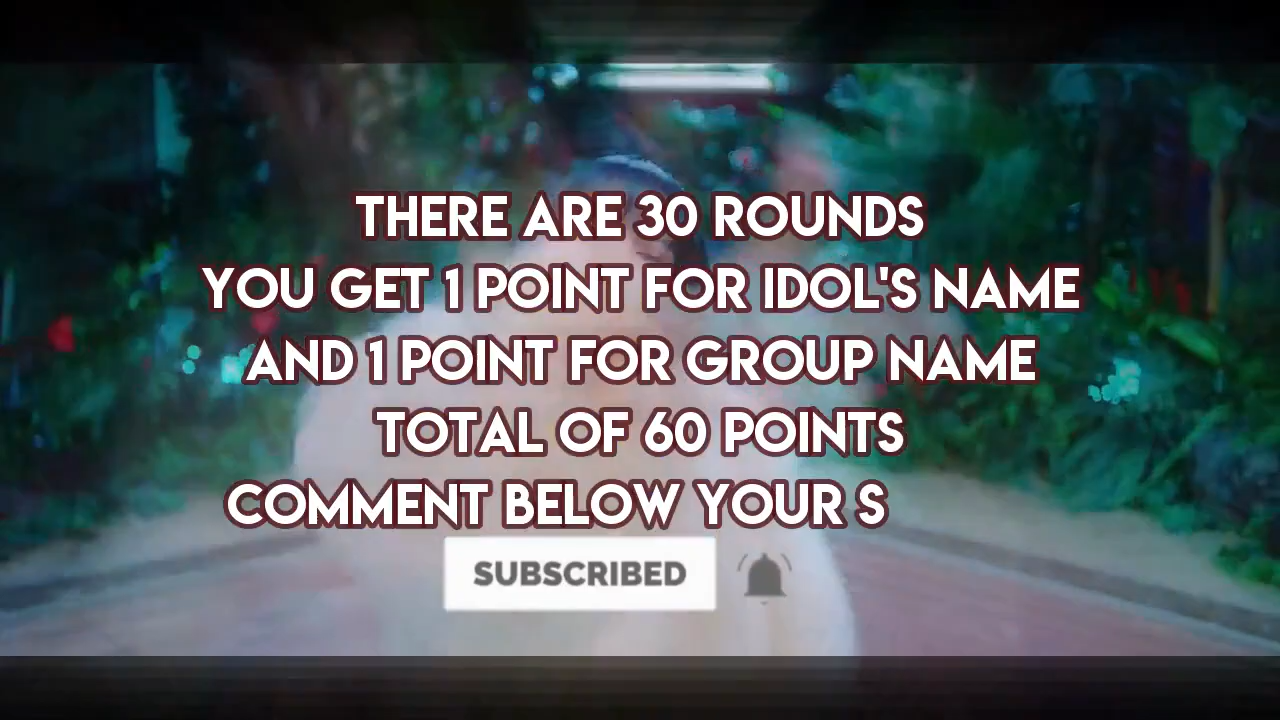 THERE ARE 30 ROUNDS
YOU GET 1 POINT FOR IDOL'S NAME
AND 1 POINT FOR GROUP NAME
TOTAL OF 60 POINTS
COMMENT BELOW YOUR S
SUBSCRIBED